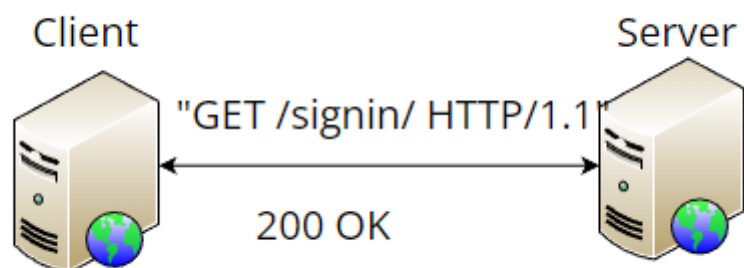 Client
Server
"GET /signin/ HTTP/1.1"
200 OK